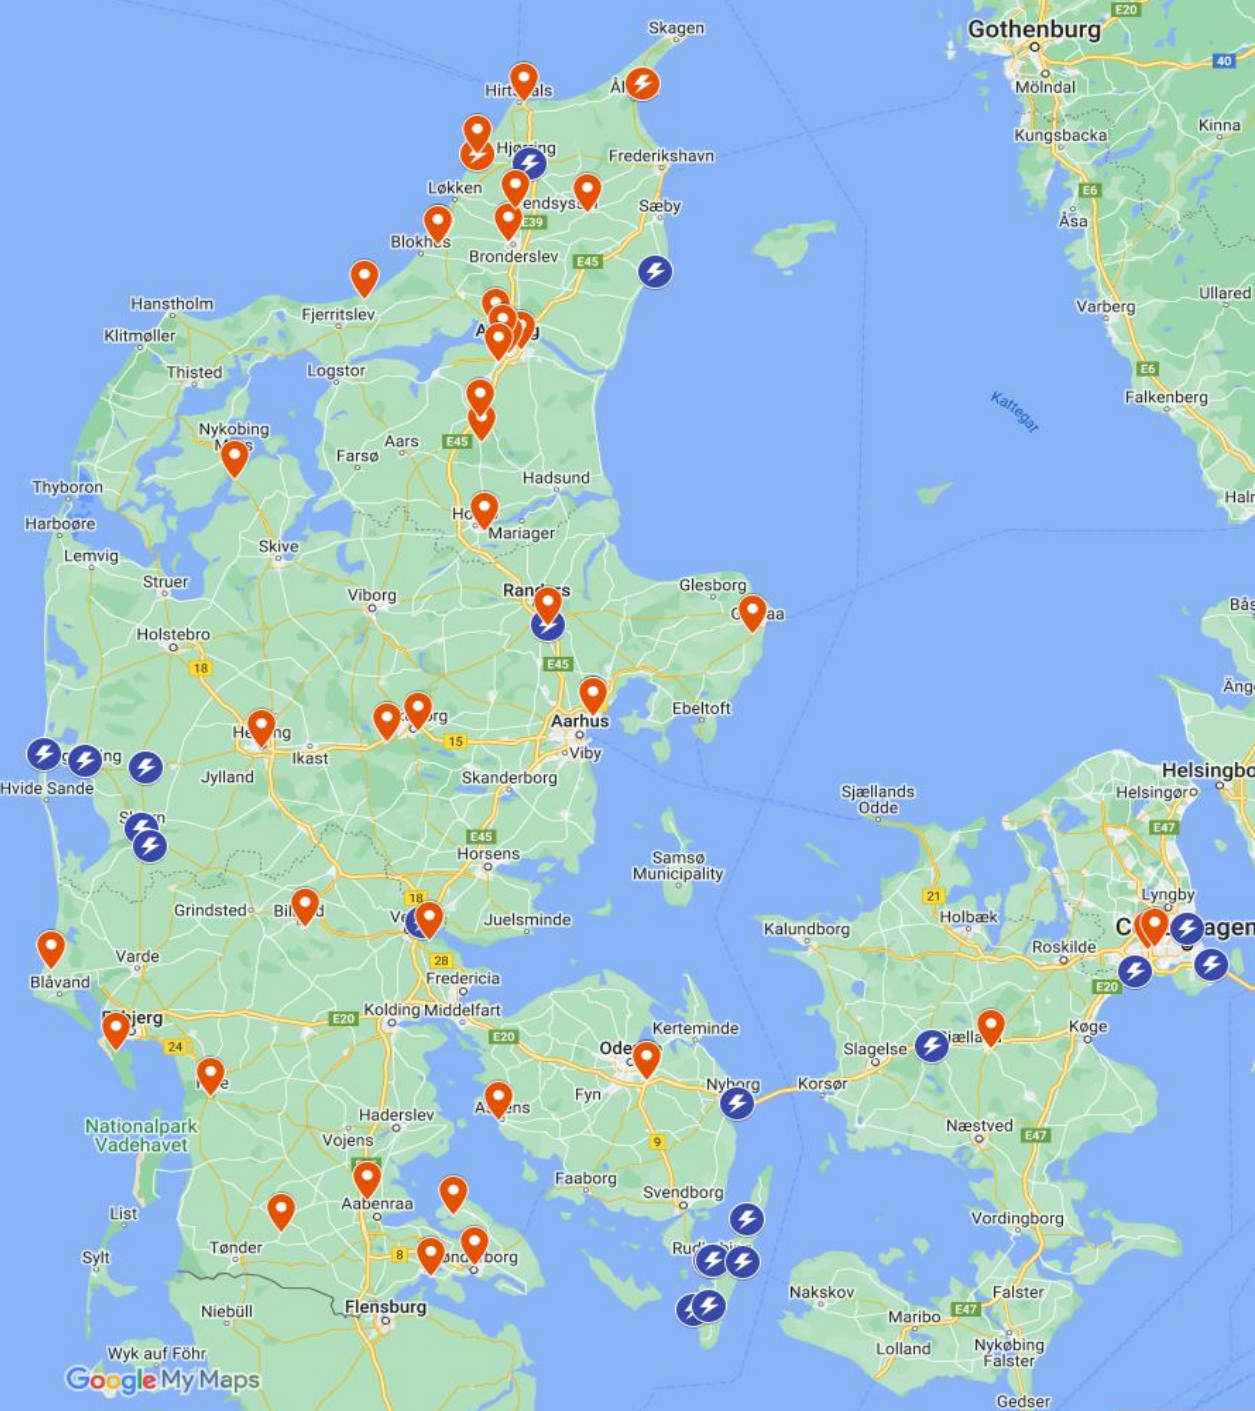 Skagen
E20
Gothenburg
40
Mölndal
Kungsbacka
Kinna
Frederikshavn
Løkken
E6
Sæby
Åsa
E39
Bronderslev
E45
Hanstholm
Fjerritslev
Ullared
Varberg
Klitmøller
Thisted
Logstor
E6
Falkenberg
Kattegat
Nykobing
Aars
E45
Farsø
Hadsund
Thyboron
Harboøre
Mariager
Lemvig
Skive
Struer
Glesborg
Viborg
Holstebro
18
E45
Ebeltoft
Aarhus
15
Ikast
Viby
Jylland
Skanderborg
Hvide Sande
Sjællands
Odde
Helsingør
E47
E45
Horsens
Samsø
Municipality
18
21
Lyngby
Grindsted
Juelsminde
Holbæk
Kalundborg
Roskilde
Varde
28
Blåvand
Fredericia
E20
Kolding
Middelfart
E20
E20
Kerteminde
Køge
24
Slagelse
Fyn
Nyborg
Korsør
Haderslev
Nationalpark
Vadehavet
Vojens
9
Næstved
E47
Faaborg
Svendborg
Aabenraa
List
Vordingborg
Tønder
8
Sylt
Nakskov
Falster
Niebüll
Flensburg
Maribo
E47
Lolland
Nykøbing
Falster
Wyk auf Föhr
Google My Maps
Gedser